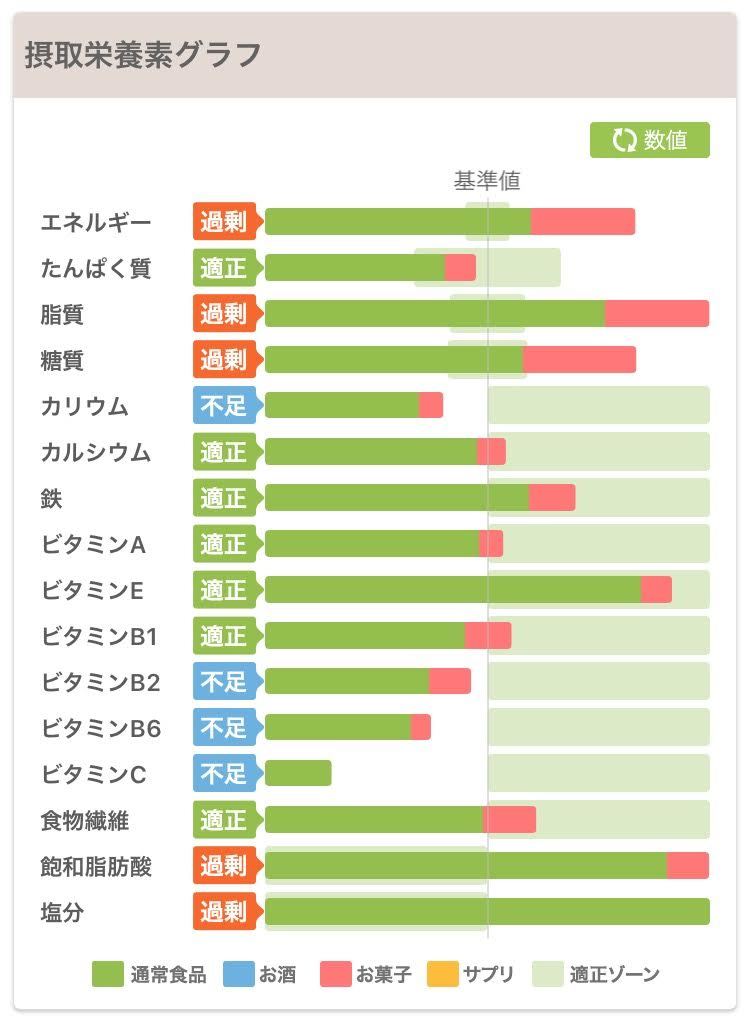 摂取栄養素グラフ
数値
基準値
エネルギー 過剰
たんぱく質 適正
脂質 過剰
糖質 過剰
カリウム 不足
カルシウム 適正
鉄 適正
ビタミンA 適正
ビタミンE 適正
ビタミンB1 適正
ビタミンB2 不足
ビタミンB6 不足
ビタミンC 不足
食物繊維 適正
飽和脂肪酸 過剰
塩分 過剰
通常食品 お酒 お菓子 サプリ 適正ゾーン